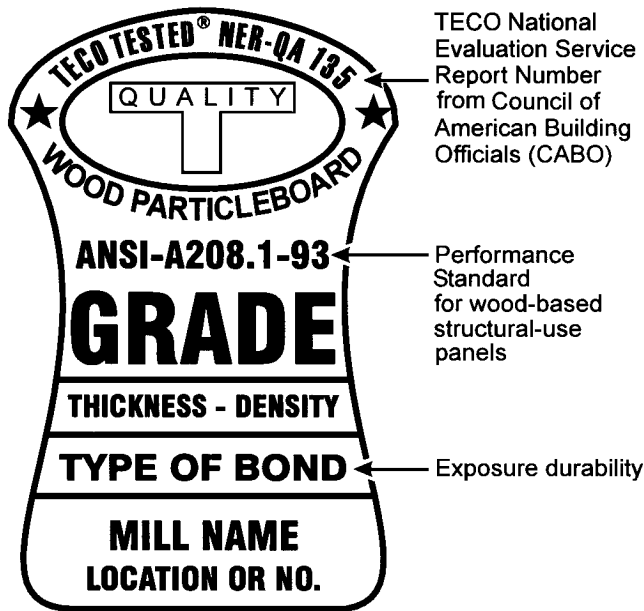 TECO TESTED® NER-QA 135
QUALITY
T
WOOD PARTICLEBOARD
ANSI-A208.1-93
GRADE
THICKNESS - DENSITY
TYPE OF BOND
MILL NAME
LOCATION OR NO.
TECO National
Evaluation Service
Report Number
from Council of
American Building
Officials (CABO)
Performance
Standard
for wood-based
structural-use
panels
Exposure durability